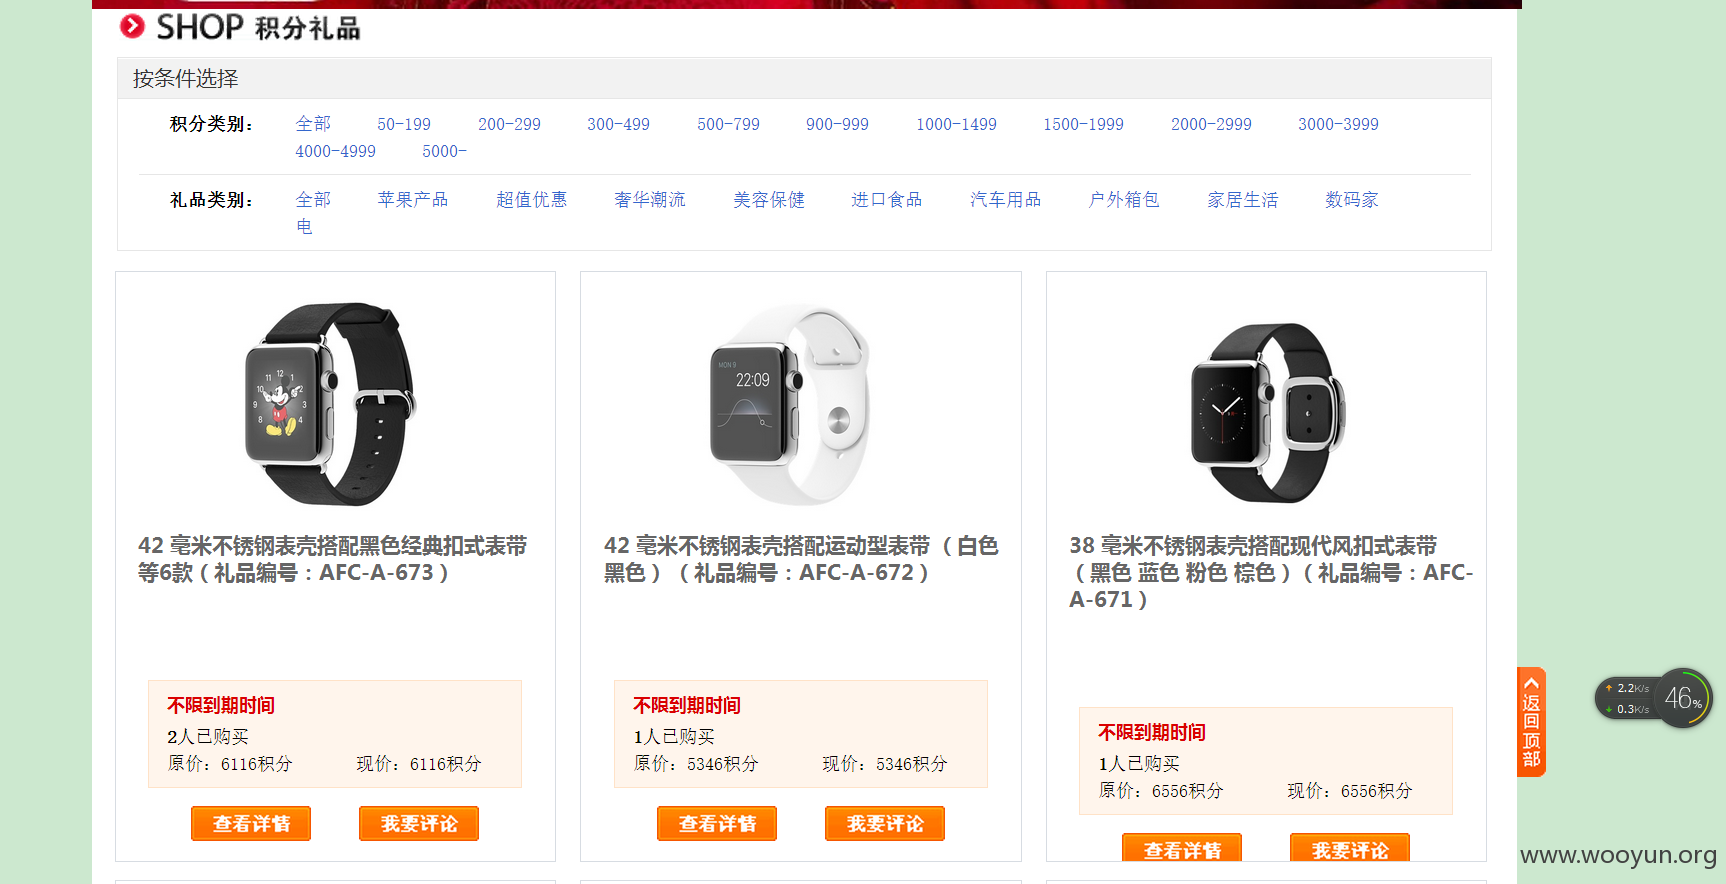 SHOP 积分礼品
按条件选择
积分类别： 全部 50-199 200-299 300-499 500-799 900-999 1000-1499 1500-1999 2000-2999 3000-3999
4000-4999 5000-
礼品类别： 全部 苹果产品 超值优惠 奢华潮流 美容保健 进口食品 汽车用品 户外箱包 家居生活 数码家
电
MON 9
22:09
42 毫米不锈钢表壳搭配黑色经典扣式表带
等6款（礼品编号：AFC-A-673）
不限到期时间
2人已购买
原价：6116积分 现价：6116积分
查看详情 我要评论
42 毫米不锈钢表壳搭配运动型表带 （白色
黑色） （礼品编号：AFC-A-672）
不限到期时间
1人已购买
原价：5346积分 现价：5346积分
查看详情 我要评论
38 毫米不锈钢表壳搭配现代风扣式表带
（黑色 蓝色 粉色 棕色）（礼品编号：AFC-
A-671）
不限到期时间
1人已购买
原价：6556积分 现价：6556积分
查看详情 我要评论
返回顶部
2.2K/s
0.3K/s
46%
www.wooyun.org